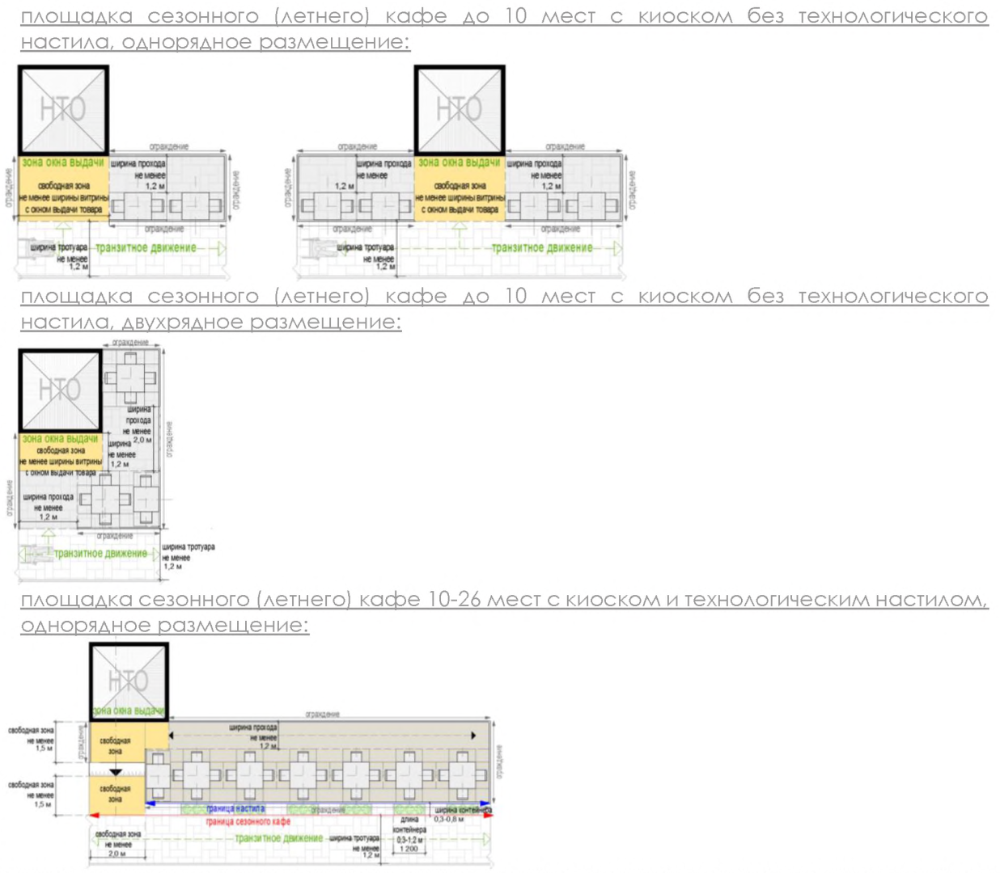 площадка сезонного (летнего) кафе до 10 мест с киоском без технологического
настила, однорядное размещение:
НТО
ограждение
ограждение
зона окна выдачи
свободная зона
не менее ширины витрины
с окном выдачи товара
ширина прохода
не менее
1,2 м
ограждение
ограждение
ширина тротуара
не менее
1,2 м
транзитное движение
НТО
ограждение
ограждение
ширина прохода
не менее
1,2 м
зона окна выдачи
свободная зона
не менее ширины витрины
с окном выдачи товара
ширина прохода
не менее
1,2 м
ограждение
ограждение
ограждение
ширина тротуара
не менее
1,2 м
транзитное движение
площадка сезонного (летнего) кафе до 10 мест с киоском без технологического
настила, двухрядное размещение:
ограждение
НТО
ширина
прохода
не менее
2,0 м
ограждение
зона окна выдачи
свободная зона
не менее ширины витрины
с окном выдачи товара
ширина
не менее
1,2 м
ограждение
ширина прохода
не менее
1,2 м
ограждение
транзитное движение
ширина тротуара
не менее
1,2 м
площадка сезонного (летнего) кафе 10-26 мест с киоском и технологическим настилом,
однорядное размещение:
НТО
зона окна выдачи
ограждение
свободная зона
не менее
1,5 м
ограждение
свободная
зона
ширина прохода
не менее
1,2 м
ограждение
свободная зона
не менее
1,5 м
свободная
зона
граница настила
ограждение
ширина контейнера
0,3-0,8 м
граница сезонного кафе
длина
контейнера
0,3-1,2 м
1 200
свободная зона
не менее
2,0 м
транзитное движение
ширина тротуара
не менее
1,2 м